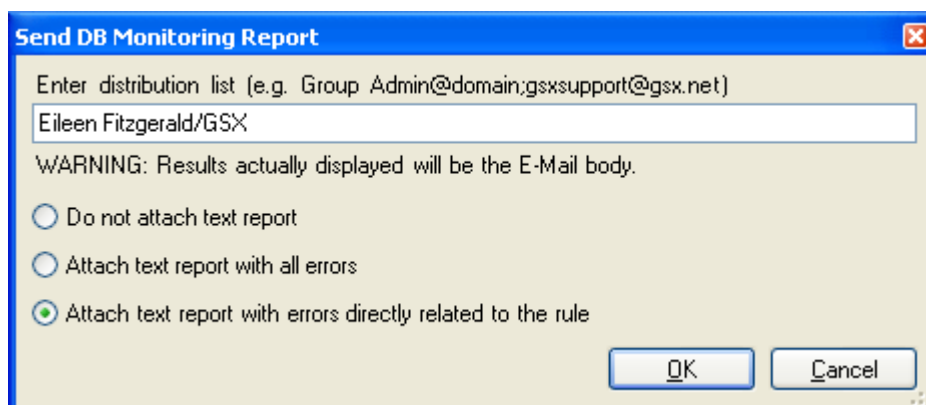 Send DB Monitoring Report
Enter distribution list (e.g. Group Admin@domain;gsxsupport@gsx.net)
Eileen Fitzgerald/GSX
WARNING: Results actually displayed will be the E-Mail body.
Do not attach text report
Attach text report with all errors
Attach text report with errors directly related to the rule
OK Cancel